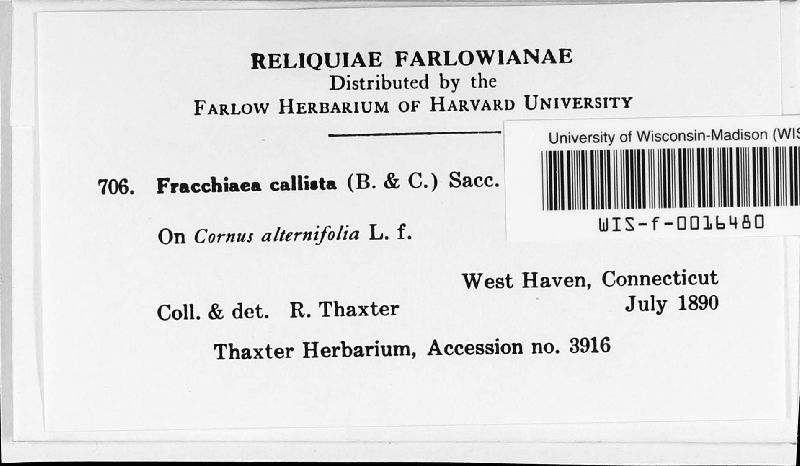 RELIQUIAE FARLOWIANAE
Distributed by the
FARLOW HERBARIUM OF HARVARD UNIVERSITY
University of Wisconsin-Madison (WIS
WIS-f-0016480
706. Fracchiaea callista (B. & C.) Sacc.
On Cornus alternifolia L. f.
West Haven, Connecticut
Coll. & det. R. Thaxter July 1890
Thaxter Herbarium, Accession no. 3916